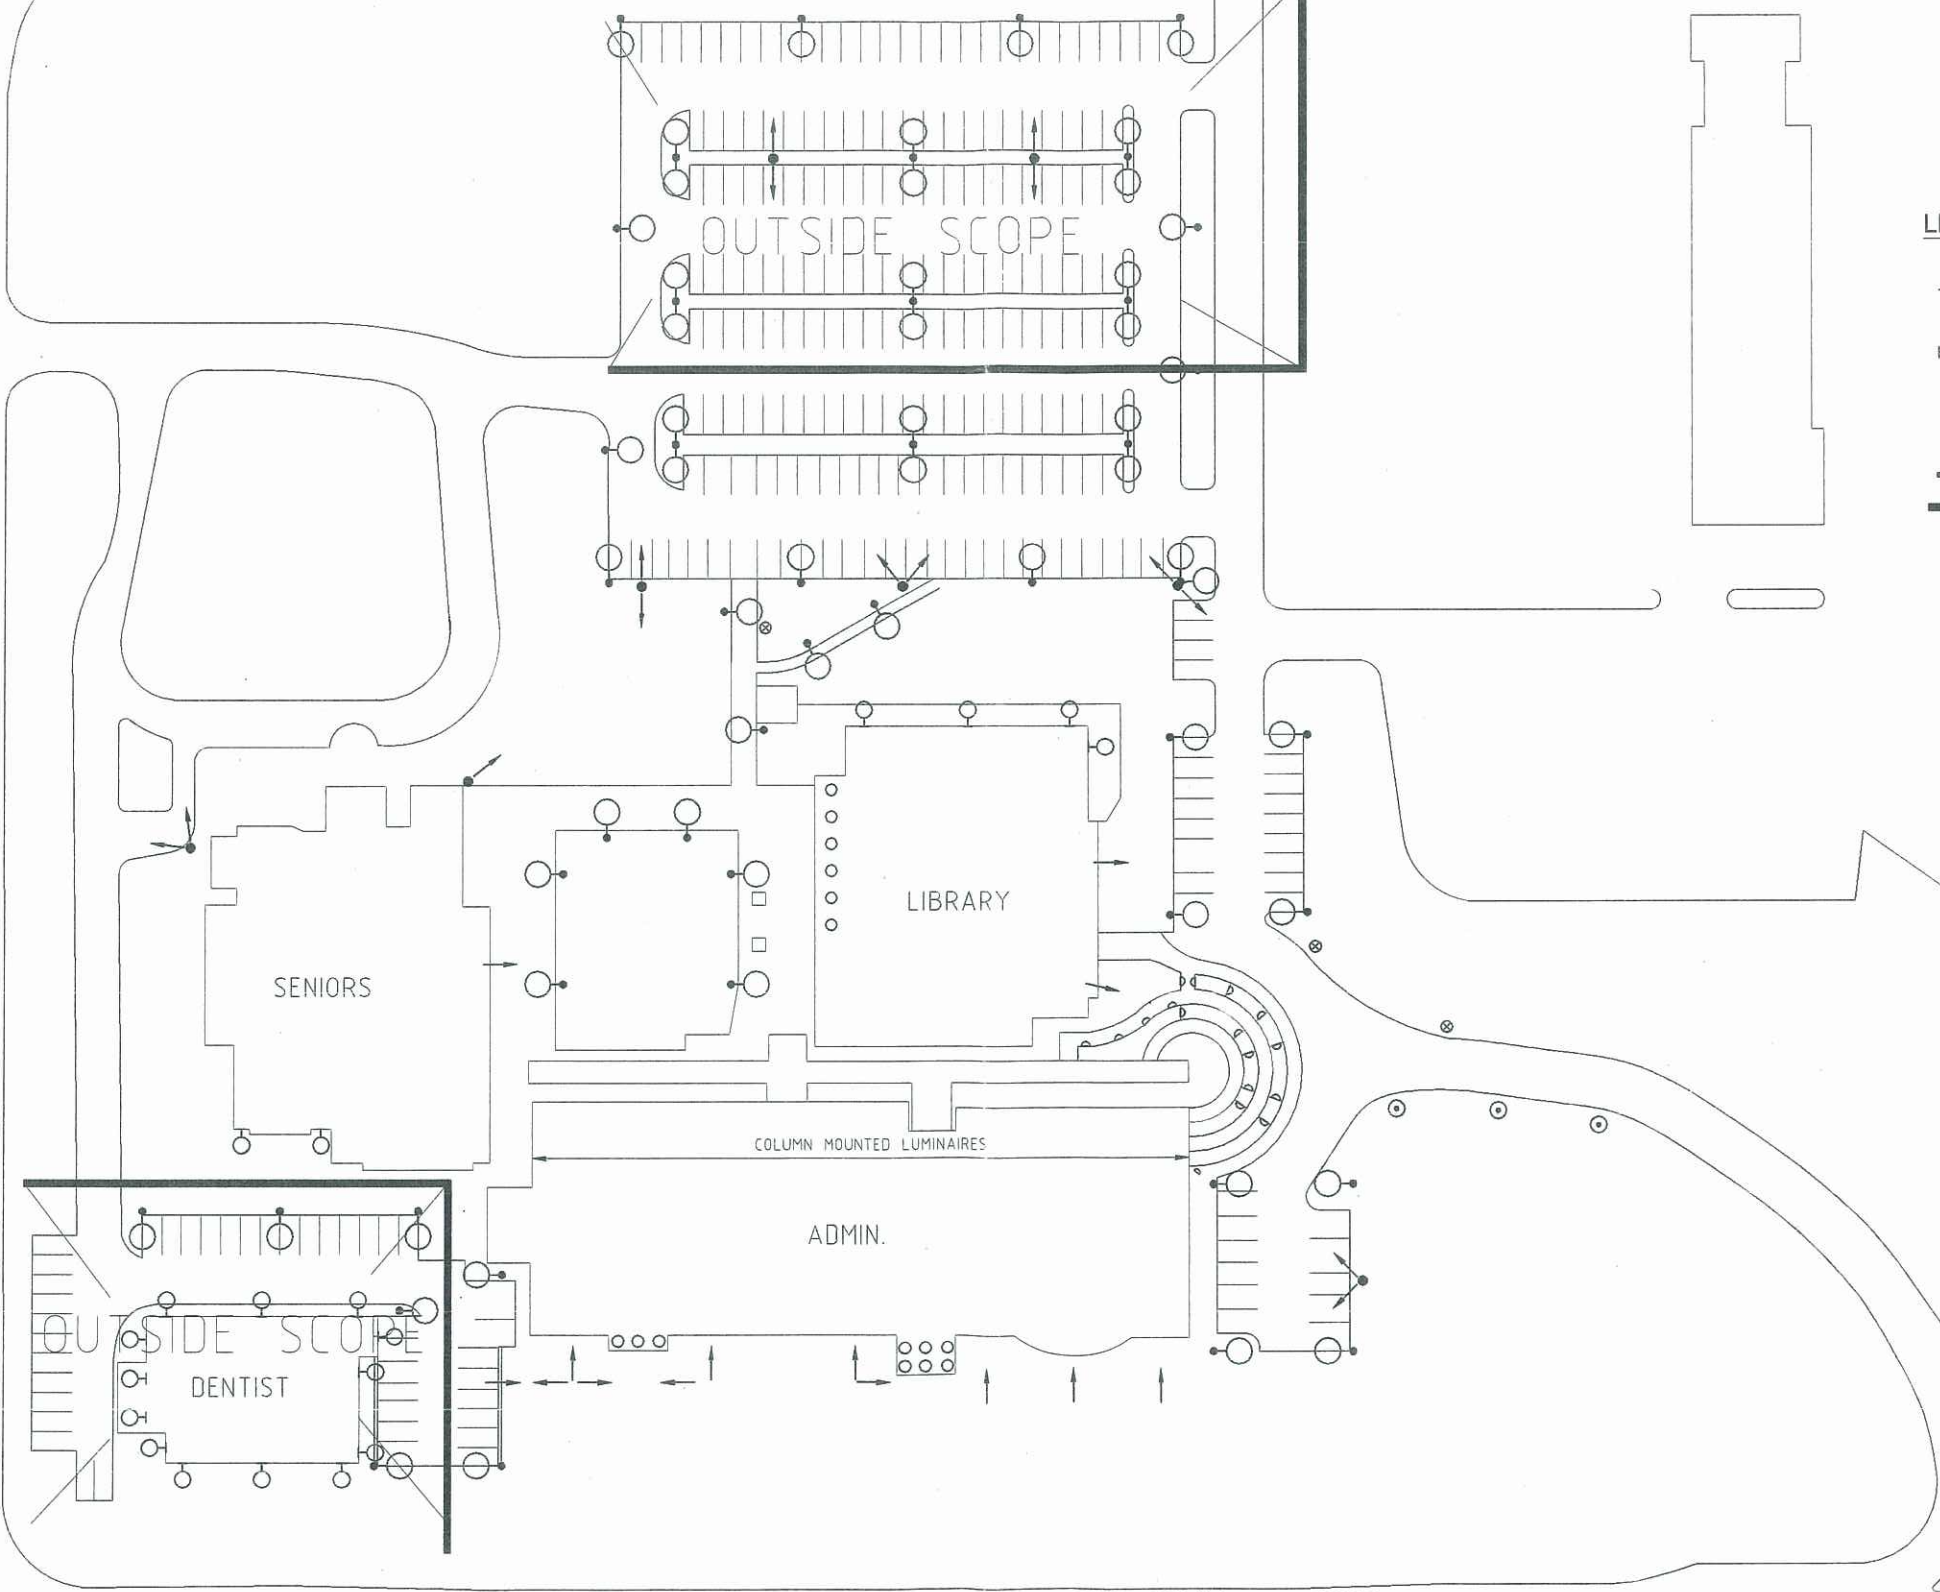 OUTSIDE SCOPE
LIBRARY
SENIORS
COLUMN MOUNTED LUMINAIRES
ADMIN.
OUTSIDE SCOPE
DENTIST